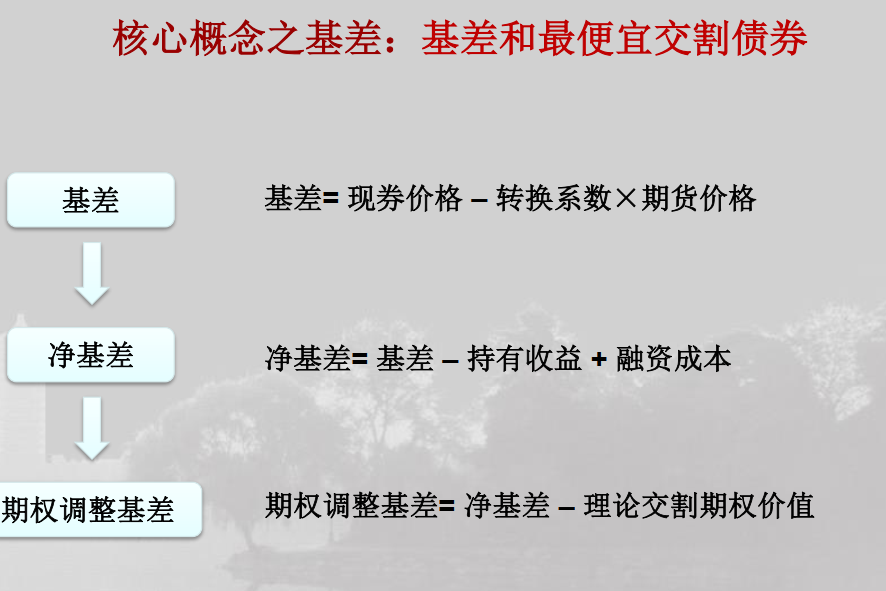 核心概念之基差：基差和最便宜交割债券
基差
基差= 现券价格 – 转换系数×期货价格
净基差
净基差= 基差 – 持有收益 + 融资成本
期权调整基差
期权调整基差= 净基差 – 理论交割期权价值